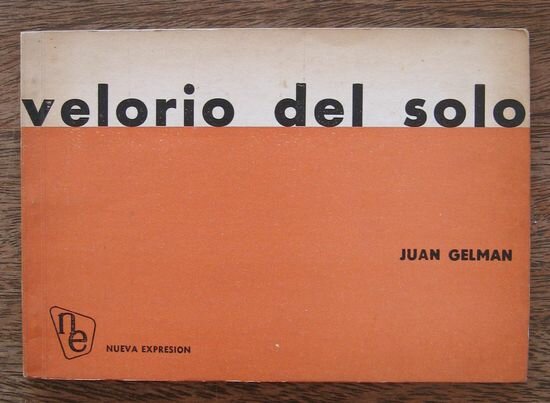 velorio del solo
JUAN GELMAN
ne
NUEVA EXPRESION